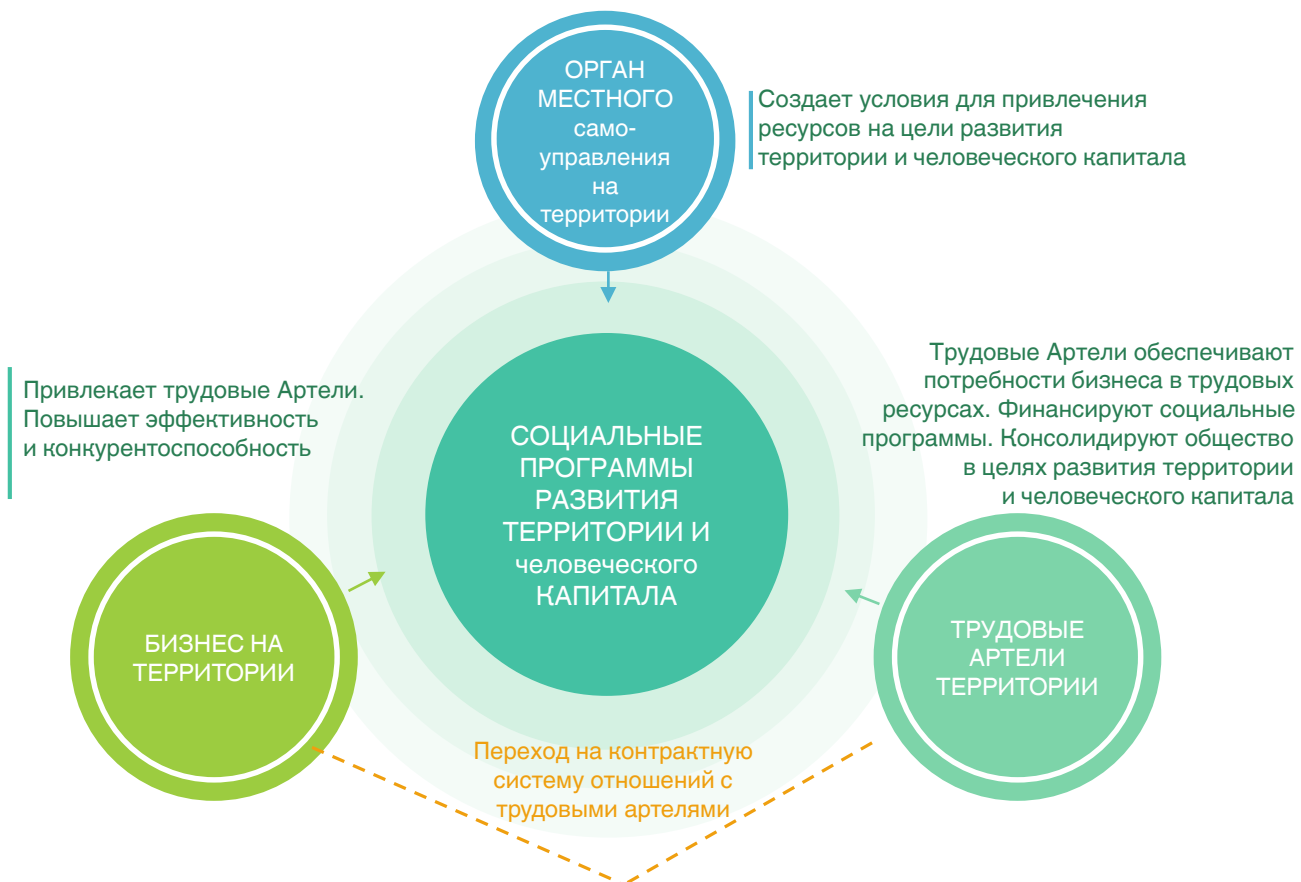 ОРГАН
МЕСТНОГО
само-
управления
на
территории
Создает условия для привлечения
ресурсов на цели развития
территории и человеческого капитала
Привлекает трудовые Артели.
Повышает эффективность
и конкурентоспособность
СОЦИАЛЬНЫЕ
ПРОГРАММЫ
РАЗВИТИЯ
ТЕРРИТОРИИ И
человеческого
КАПИТАЛА
Трудовые Артели обеспечивают
потребности бизнеса в трудовых
ресурсах. Финансируют социальные
программы. Консолидируют общество
в целях развития территории
и человеческого капитала
БИЗНЕС НА
ТЕРРИТОРИИ
ТРУДОВЫЕ
АРТЕЛИ
ТЕРРИТОРИИ
Переход на контрактную
систему отношений с
трудовыми артелями